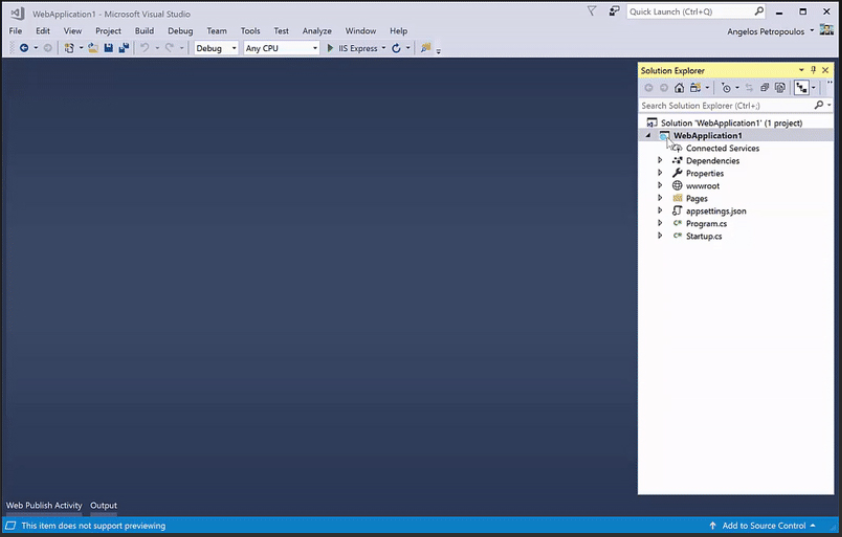 WebApplication1 - Microsoft Visual Studio
Quick Launch (Ctrl+Q)
File Edit View Project Build Debug Team Tools Test Analyze Window Help
Angelos Petropoulos
Debug Any CPU IIS Express
Solution Explorer
Search Solution Explorer (Ctrl+;)
Solution 'WebApplication1' (1 project)
WebApplication1
Connected Services
Dependencies
Properties
wwwroot
Pages
appsettings.json
C# Program.cs
C# Startup.cs
Web Publish Activity Output
This item does not support previewing
Add to Source Control